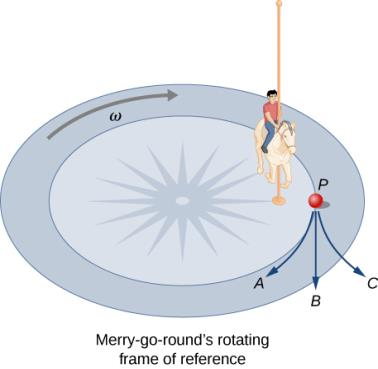 ω
P
A
B
C
Merry-go-round's rotating
frame of reference